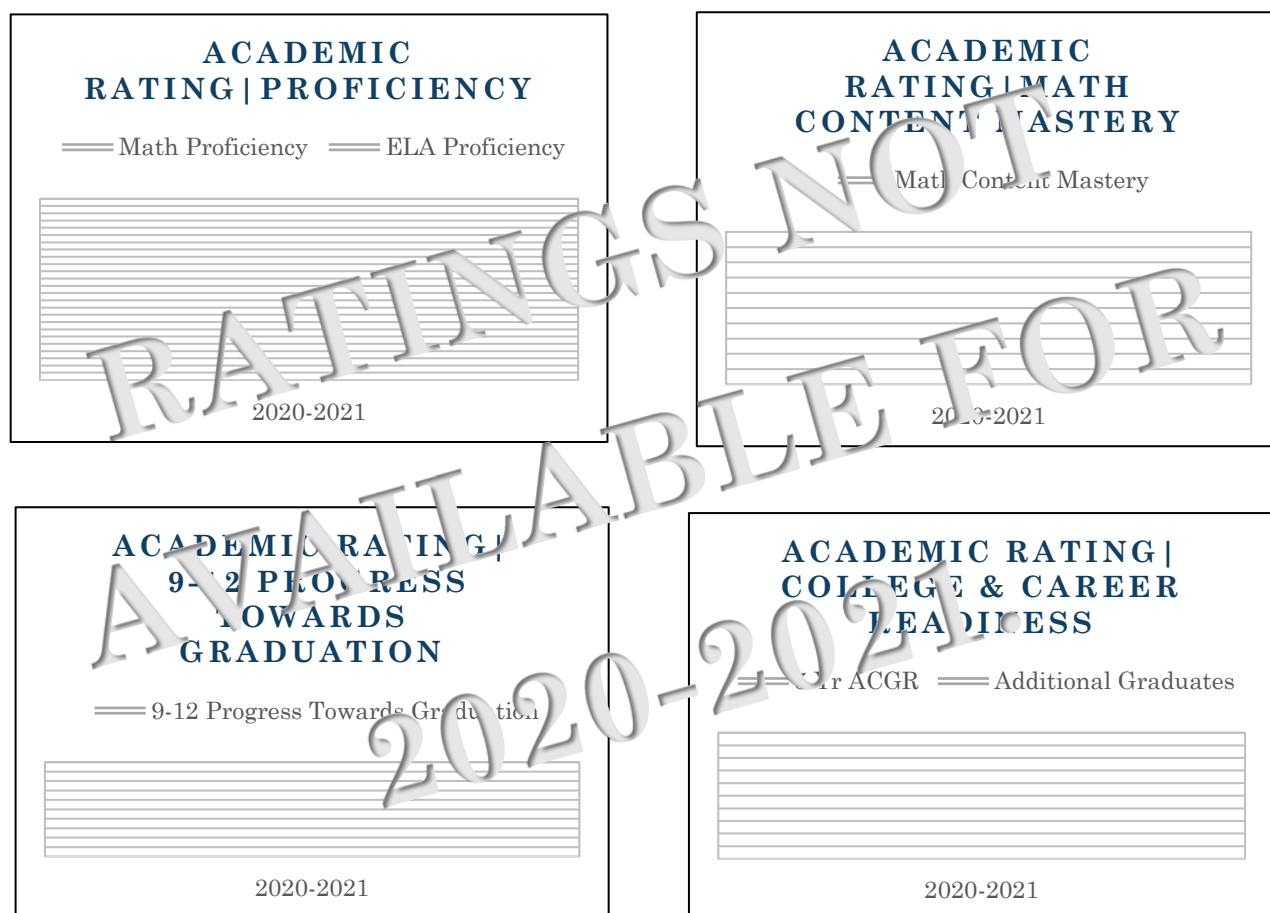 ACADEMIC
RATING|PROFICIENCY
Math Proficiency ELA Proficiency
2020-2021
ACADEMIC
RATING|MATH
CONTENT MASTERY
Math Content Mastery
2020-2021
ACADEMIC RATING|
9-12 PROGRESS
TOWARDS
GRADUATION
9-12 Progress Towards Graduation
2020-2021
ACADEMIC RATING|
COLLEGE & CAREER
READINESS
Yr ACGR Additional Graduates
2020-2021
RATINGS NOT
AVAILABLE FOR
2020-2021.